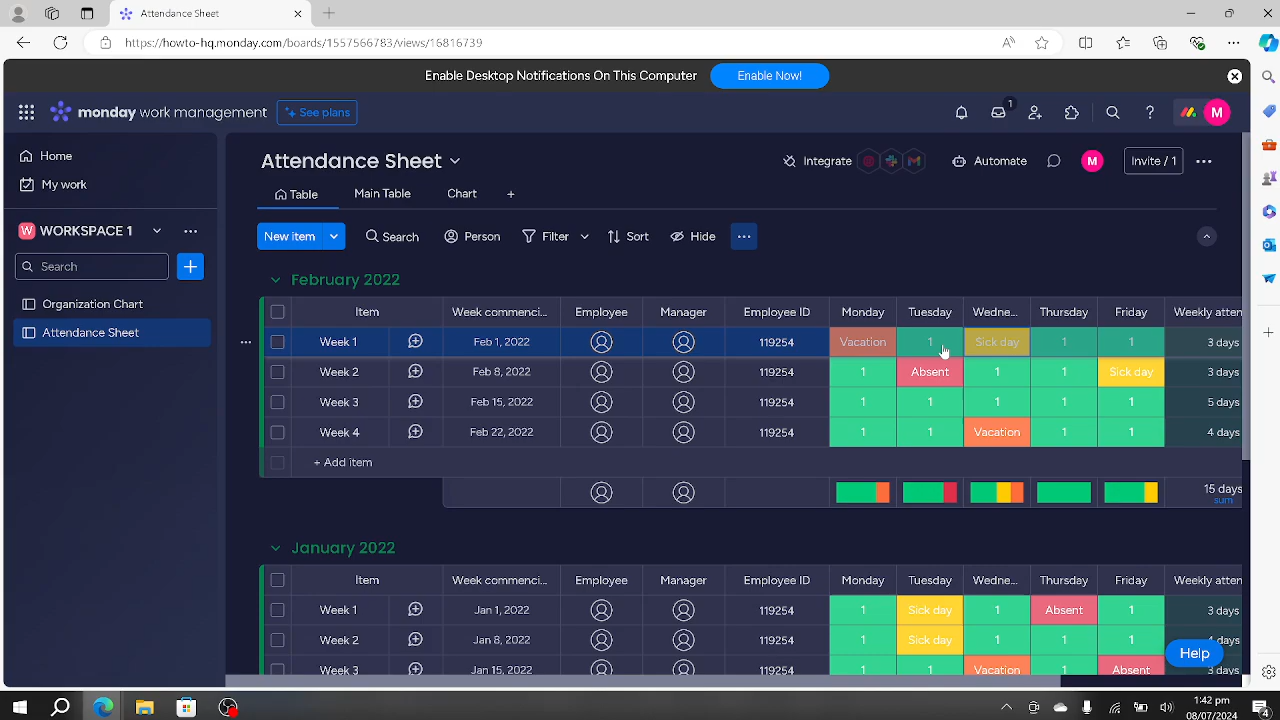 Attendance Sheet
https://howto-hq.monday.com/boards/1557566783/views/16816739
Enable Desktop Notifications On This Computer Enable Now!
monday work management See plans 1 M
Home
My work
W WORKSPACE 1
Search
Organization Chart
Attendance Sheet
Attendance Sheet Integrate Automate M Invite / 1
Table Main Table Chart
New item Search Person Filter Sort Hide
February 2022
Item Week commenci... Employee Manager Employee ID Monday Tuesday Wedne... Thursday Friday Weekly atten
Week 1 Feb 1, 2022 119254 Vacation 1 Sick day 1 1 3 days
Week 2 Feb 8, 2022 119254 1 Absent 1 1 Sick day 3 days
Week 3 Feb 15, 2022 119254 1 1 1 1 1 5 days
Week 4 Feb 22, 2022 119254 1 1 Vacation 1 1 4 days
+ Add item
15 days
sum
January 2022
Item Week commenci... Employee Manager Employee ID Monday Tuesday Wedne... Thursday Friday Weekly atten
Week 1 Jan 1, 2022 119254 1 Sick day 1 Absent 1 3 days
Week 2 Jan 8, 2022 119254 1 Sick day 1 1 1 days
Week 3 Jan 15, 2022 119254 1 1 Vacation 1 Absent 3 days
Help
1:42 pm
08/07/2024
4